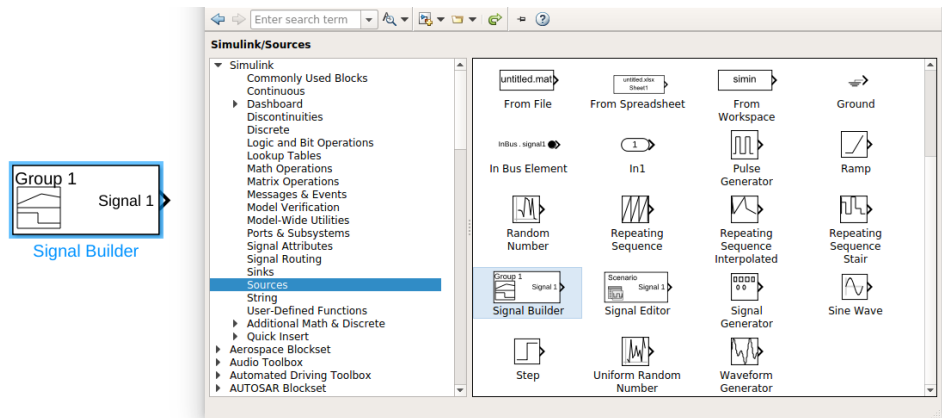 Enter search term
Simulink/Sources
Group 1
Signal 1
Signal Builder
Simulink
Commonly Used Blocks
Continuous
Dashboard
Discontinuities
Discrete
Logic and Bit Operations
Lookup Tables
Math Operations
Matrix Operations
Messages & Events
Model Verification
Model-Wide Utilities
Ports & Subsystems
Signal Attributes
Signal Routing
Sinks
Sources
String
User-Defined Functions
Additional Math & Discrete
Quick Insert
Aerospace Blockset
Audio Toolbox
Automated Driving Toolbox
AUTOSAR Blockset
untitled.mat
From File
untitled.xlsx
Sheet1
From Spreadsheet
simin
From
Workspace
Ground
InBus . signal1
In Bus Element
1
In1
Pulse
Generator
Ramp
Random
Number
Repeating
Sequence
Repeating
Sequence
Interpolated
Repeating
Sequence
Stair
Group 1
Signal 1
Signal Builder
Scenario
Signal 1
Signal Editor
Signal
Generator
Sine Wave
Step
Uniform Random
Number
Waveform
Generator